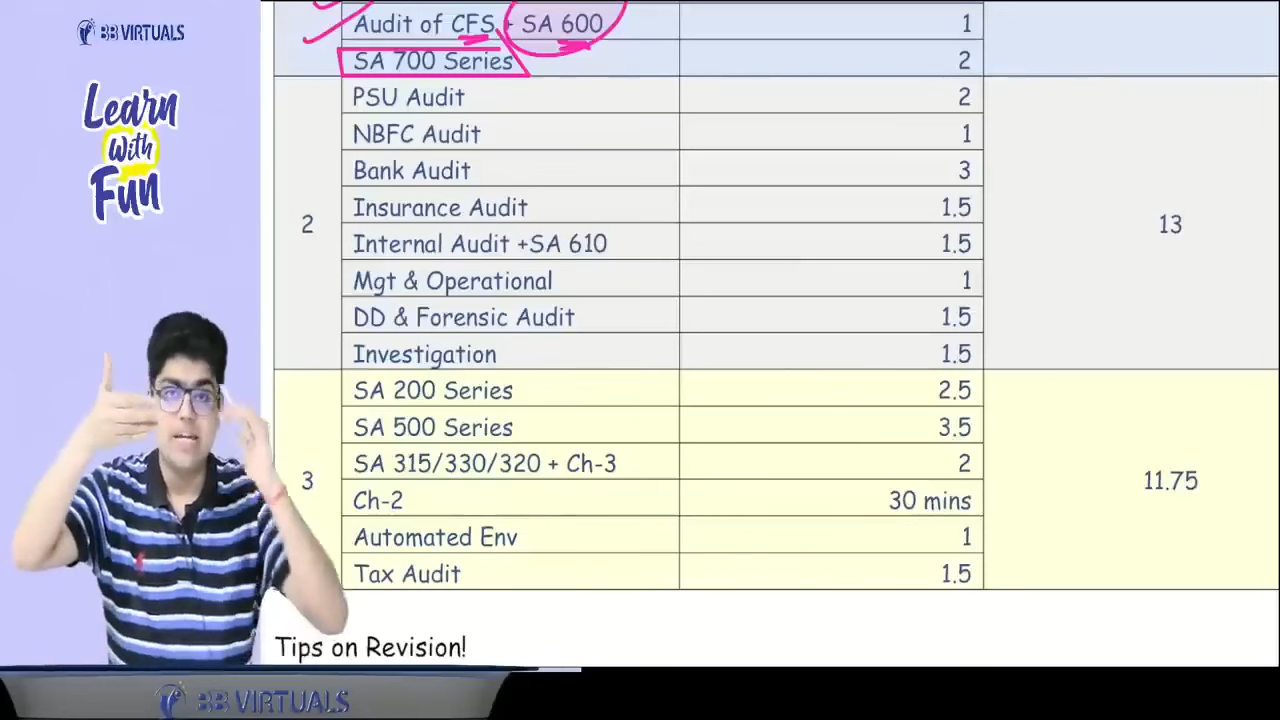 BB VIRTUALS
Learn
With
Fun
Audit of CFS + SA 600 1
SA 700 Series 2
2 13
PSU Audit 2
NBFC Audit 1
Bank Audit 3
Insurance Audit 1.5
Internal Audit +SA 610 1.5
Mgt & Operational 1
DD & Forensic Audit 1.5
Investigation 1.5
3 11.75
SA 200 Series 2.5
SA 500 Series 3.5
SA 315/330/320 + Ch-3 2
Ch-2 30 mins
Automated Env 1
Tax Audit 1.5
Tips on Revision!
BB VIRTUALS